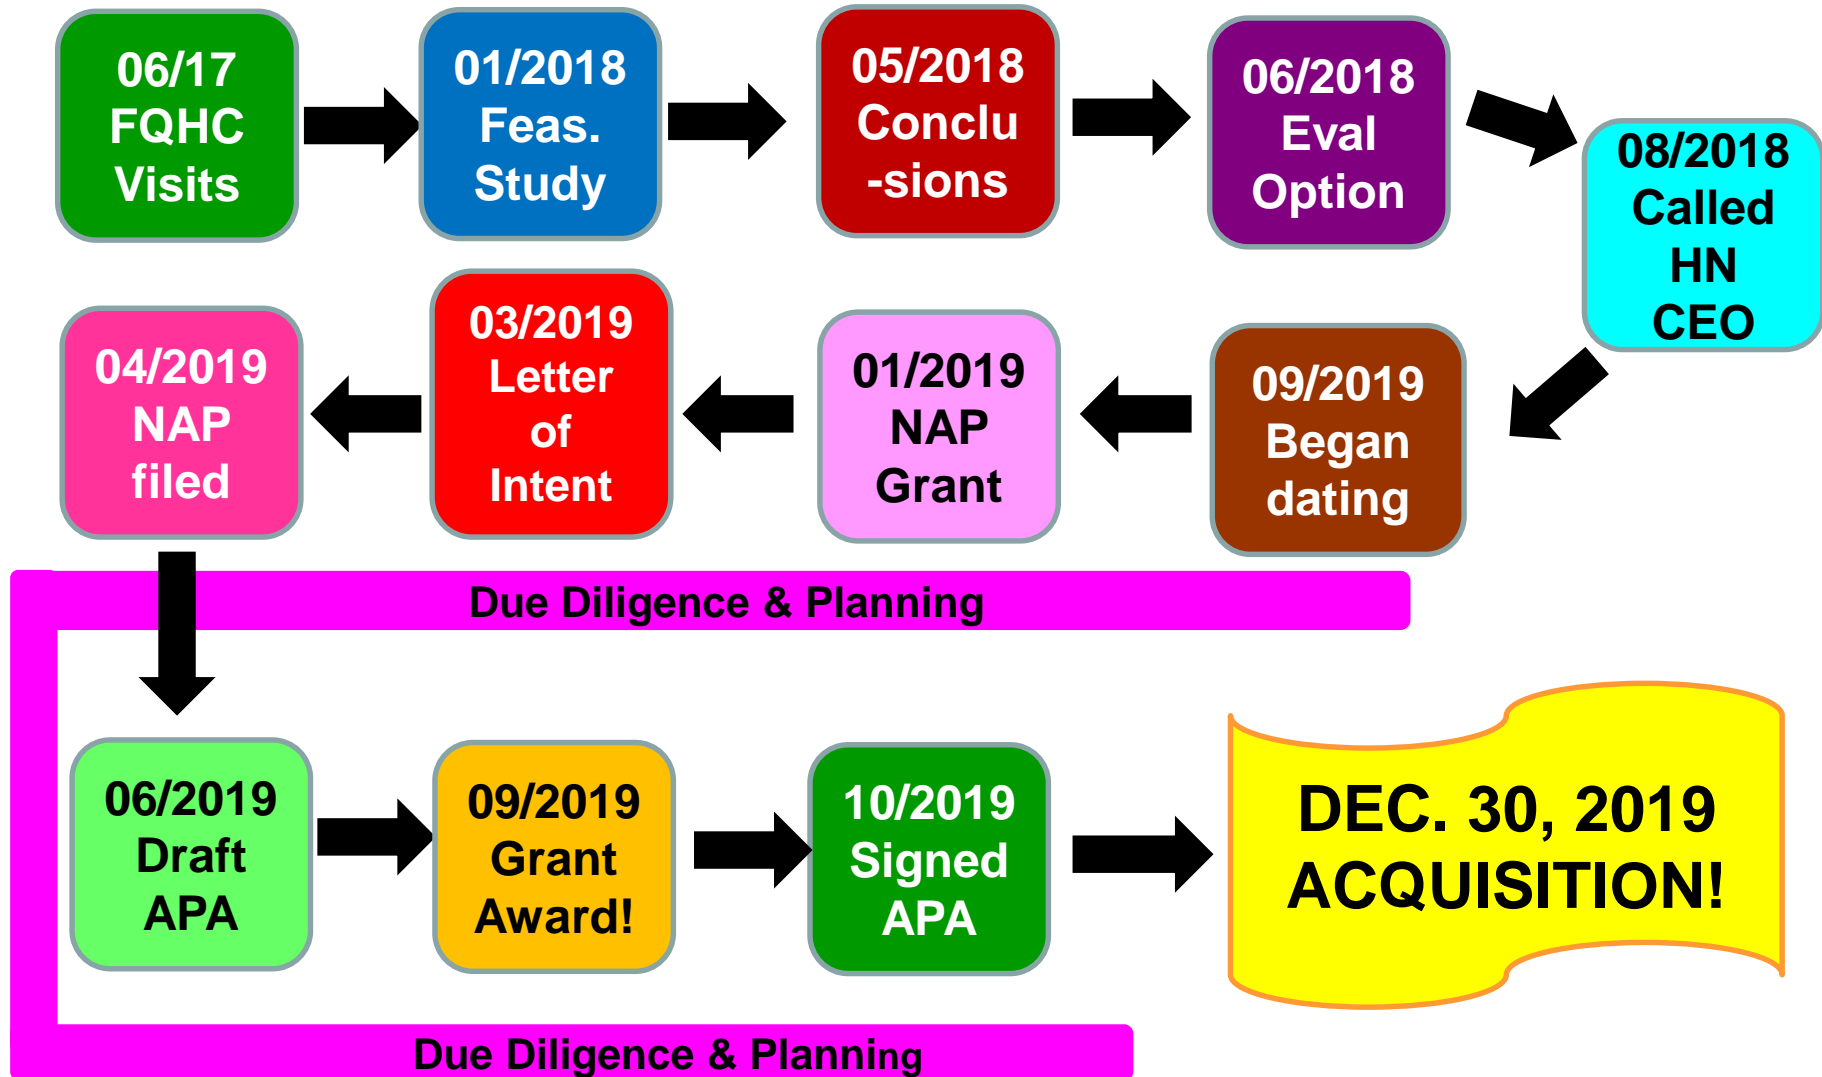 06/17
FQHC
Visits
01/2018
Feas.
Study
05/2018
Conclu
-sions
06/2018
Eval
Option
08/2018
Called
HN
CEO
09/2019
Began
dating
01/2019
NAP
Grant
03/2019
Letter
of
Intent
04/2019
NAP
filed
Due Diligence & Planning
06/2019
Draft
APA
09/2019
Grant
Award!
10/2019
Signed
APA
DEC. 30, 2019
ACQUISITION!
Due Diligence & Planning